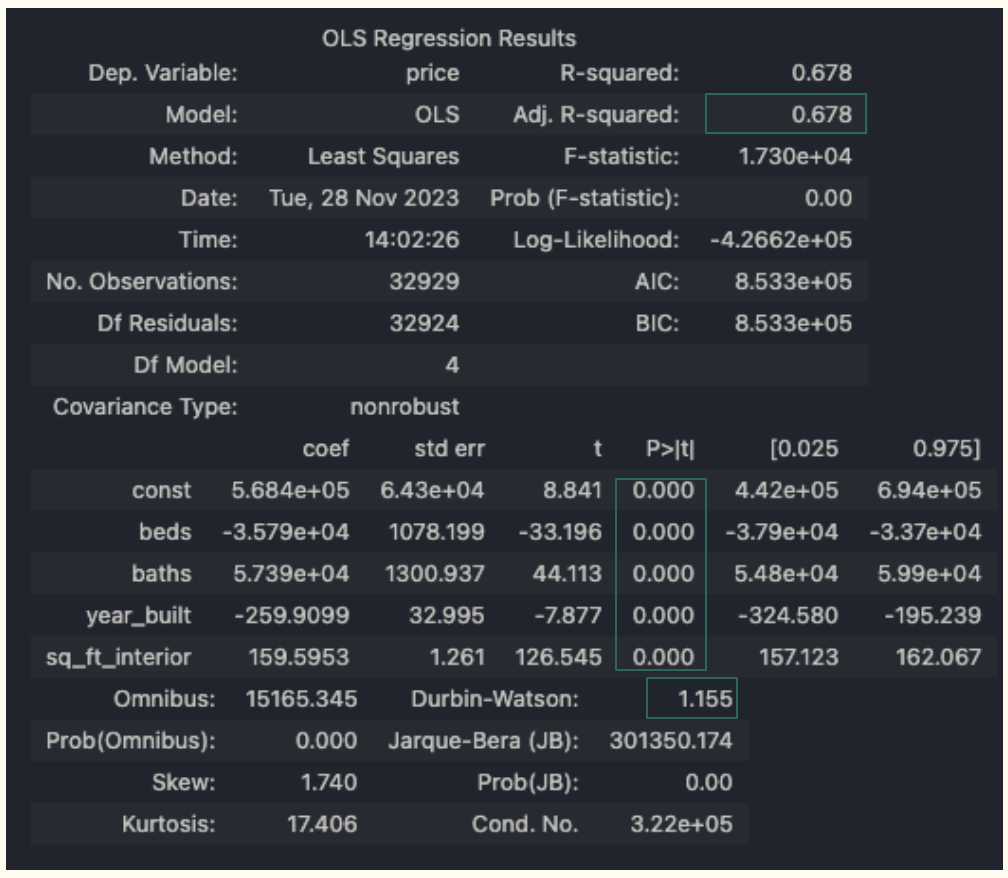 OLS Regression Results
Dep. Variable: price R-squared: 0.678
Model: OLS Adj. R-squared: 0.678
Method: Least Squares F-statistic: 1.730e+04
Date: Tue, 28 Nov 2023 Prob (F-statistic): 0.00
Time: 14:02:26 Log-Likelihood: -4.2662e+05
No. Observations: 32929 AIC: 8.533e+05
Df Residuals: 32924 BIC: 8.533e+05
Df Model: 4
Covariance Type: nonrobust
coef std err t P>|t| [0.025 0.975]
const 5.684e+05 6.43e+04 8.841 0.000 4.42e+05 6.94e+05
beds -3.579e+04 1078.199 -33.196 0.000 -3.79e+04 -3.37e+04
baths 5.739e+04 1300.937 44.113 0.000 5.48e+04 5.99e+04
year_built -259.9099 32.995 -7.877 0.000 -324.580 -195.239
sq_ft_interior 159.5953 1.261 126.545 0.000 157.123 162.067
Omnibus: 15165.345 Durbin-Watson: 1.155
Prob(Omnibus): 0.000 Jarque-Bera (JB): 301350.174
Skew: 1.740 Prob(JB): 0.00
Kurtosis: 17.406 Cond. No. 3.22e+05